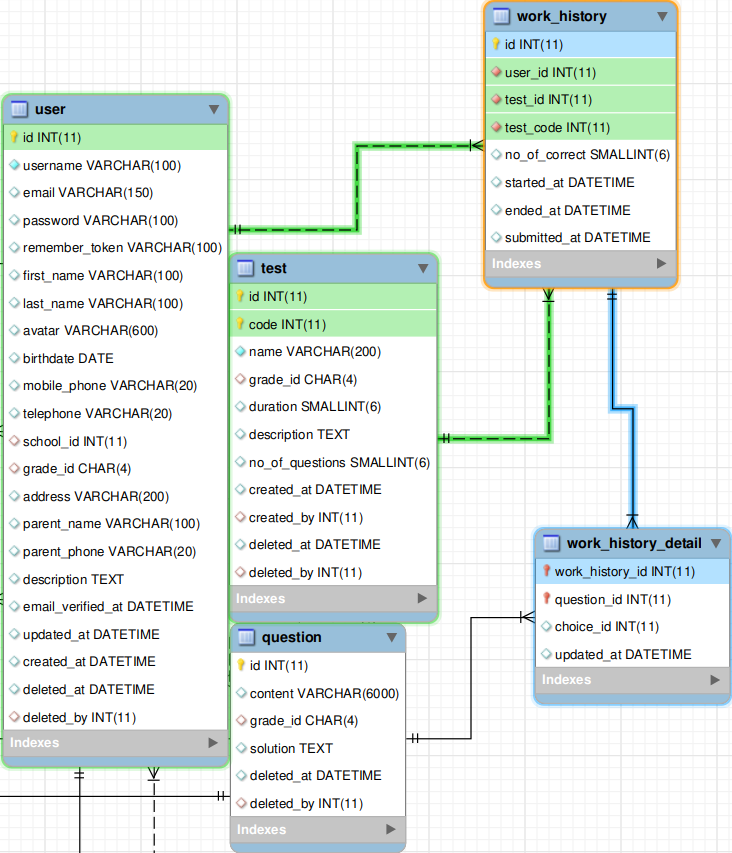 work_history
id INT(11)
user_id INT(11)
test_id INT(11)
test_code INT(11)
no_of_correct SMALLINT(6)
started_at DATETIME
ended_at DATETIME
submitted_at DATETIME
Indexes
user
id INT(11)
username VARCHAR(100)
email VARCHAR(150)
password VARCHAR(100)
remember_token VARCHAR(100)
first_name VARCHAR(100)
last_name VARCHAR(100)
avatar VARCHAR(600)
birthdate DATE
mobile_phone VARCHAR(20)
telephone VARCHAR(20)
school_id INT(11)
grade_id CHAR(4)
address VARCHAR(200)
parent_name VARCHAR(100)
parent_phone VARCHAR(20)
description TEXT
email_verified_at DATETIME
updated_at DATETIME
created_at DATETIME
deleted_at DATETIME
deleted_by INT(11)
Indexes
test
id INT(11)
code INT(11)
name VARCHAR(200)
grade_id CHAR(4)
duration SMALLINT(6)
description TEXT
no_of_questions SMALLINT(6)
created_at DATETIME
created_by INT(11)
deleted_at DATETIME
deleted_by INT(11)
Indexes
work_history_detail
work_history_id INT(11)
question_id INT(11)
choice_id INT(11)
updated_at DATETIME
Indexes
question
id INT(11)
content VARCHAR(6000)
grade_id CHAR(4)
solution TEXT
deleted_at DATETIME
deleted_by INT(11)
Indexes